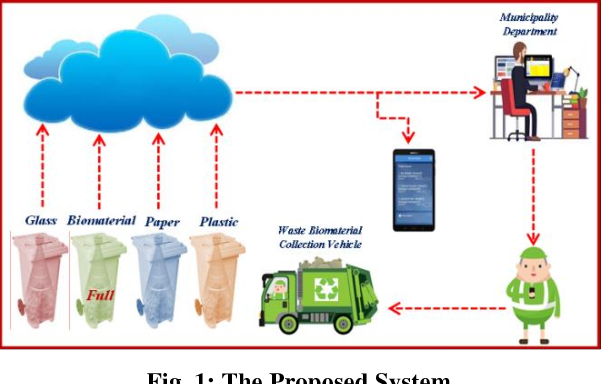 Municipality
Department
Glass Biomaterial Paper Plastic
Waste Biomaterial
Collection Vehicle
Full
Fig. 1: The Proposed System